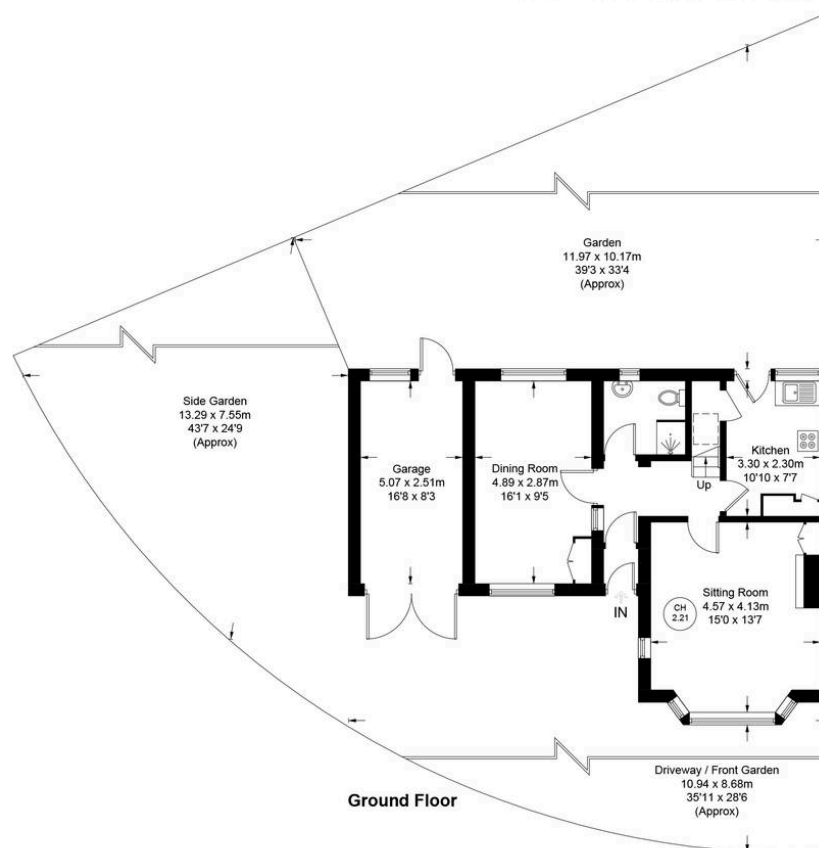 Garden
11.97 x 10.17m
39'3 x 33'4
(Approx)
Side Garden
13.29 x 7.55m
43'7 x 24'9
(Approx)
Garage
5.07 x 2.51m
16'8 x 8'3
Dining Room
4.89 x 2.87m
16'1 x 9'5
Up
Kitchen
3.30 x 2.30m
10'10 x 7'7
IN
CH
2.21
Sitting Room
4.57 x 4.13m
15'0 x 13'7
Driveway / Front Garden
10.94 x 8.68m
35'11 x 28'6
(Approx)
Ground Floor